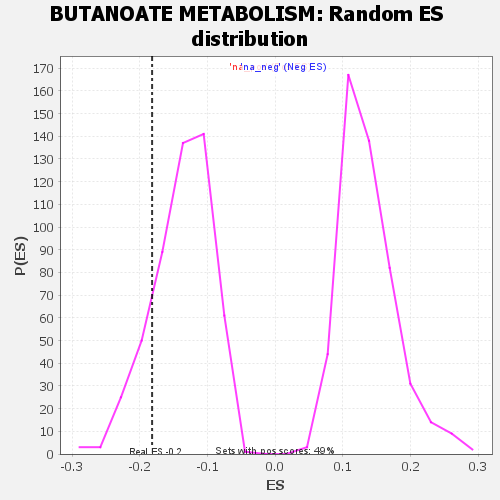 BUTANOATE METABOLISM: Random ES
distribution
'na_neg' (Neg ES)
170
160
150
140
130
120
110
100
90
80
70
60
50
40
30
20
10
0
P(ES)
Real ES -0.2
Sets with pos scores: 49%
-0.3 -0.2 -0.1 0.0 0.1 0.2 0.3
ES